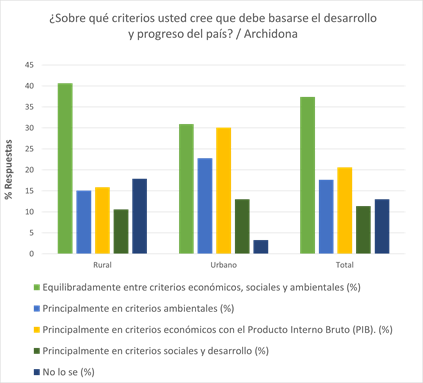 ¿Sobre qué criterios usted cree que debe basarse el desarrollo
y progreso del país? / Archidona
% Respuestas
45
40
35
30
25
20
15
10
5
0
Rural
Urbano
Total
Equilibradamente entre criterios económicos, sociales y ambientales (%)
Principalmente en criterios ambientales (%)
Principalmente en criterios económicos con el Producto Interno Bruto (PIB). (%)
Principalmente en criterios sociales y desarrollo (%)
No lo se (%)